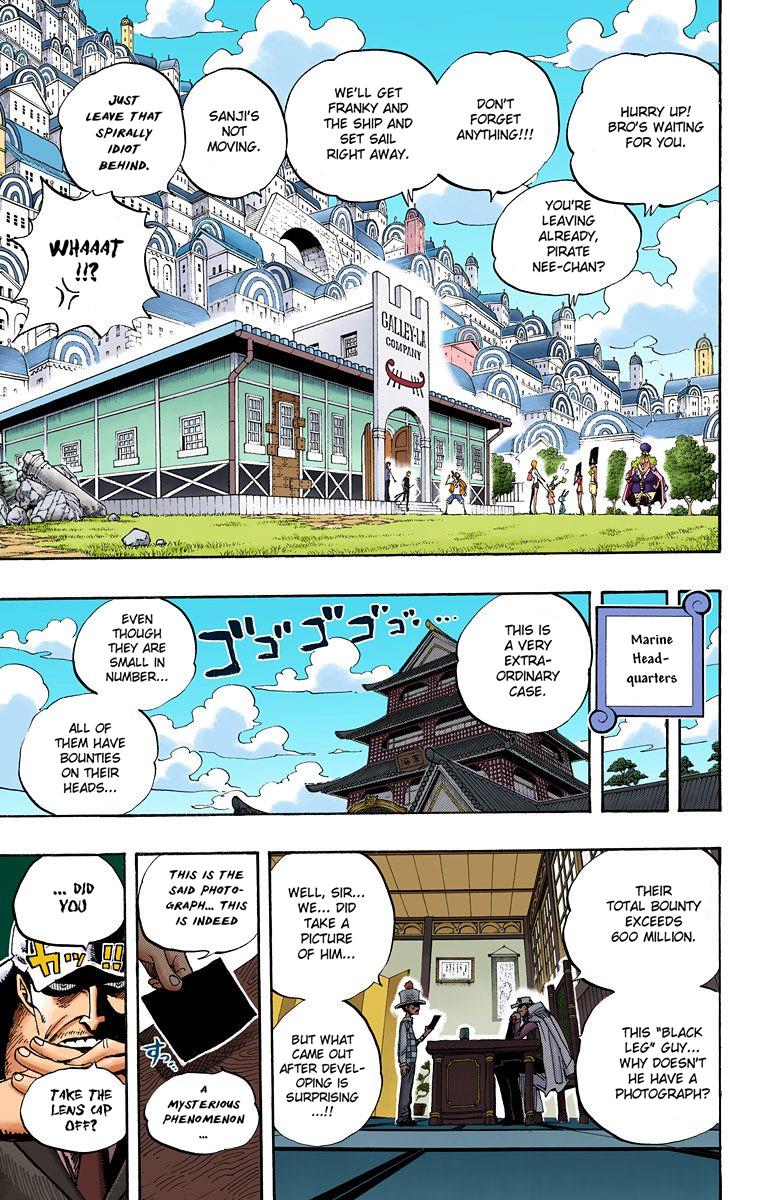 HURRY UP!
BRO'S WAITING
FOR YOU.
YOU'RE
LEAVING
ALREADY,
PIRATE
NEE-CHAN?
DON'T
FORGET
ANYTHING!!!
WE'LL GET
FRANKY AND
THE SHIP AND
SET SAIL
RIGHT AWAY.
SANJI'S
NOT
MOVING.
JUST
LEAVE THAT
SPIRALLY
IDIOT
BEHIND.
WHAAAT
!!?
GALLEY-LA
COMPANY
Marine
Head-
quarters
THIS IS
A VERY
EXTRA-
ORDINARY
CASE.
ゴゴゴゴゴ…
EVEN
THOUGH
THEY ARE
SMALL IN
NUMBER...
ALL OF
THEM HAVE
BOUNTIES
ON THEIR
HEADS...
THEIR
TOTAL BOUNTY
EXCEEDS
600 MILLION.
THIS "BLACK
LEG" GUY...
WHY DOESN'T
HE HAVE A
PHOTOGRAPH?
WELL, SIR...
WE... DID
TAKE A
PICTURE
OF HIM...
BUT WHAT
CAME OUT
AFTER DEVEL-
OPING IS
SURPRISING
...!!
THIS IS THE
SAID PHOTO-
GRAPH... THIS
IS INDEED
スッ…
A
MYSTERIOUS
PHENOMENON
...
... DID
YOU
カッ!!
TAKE THE
LENS CAP
OFF?